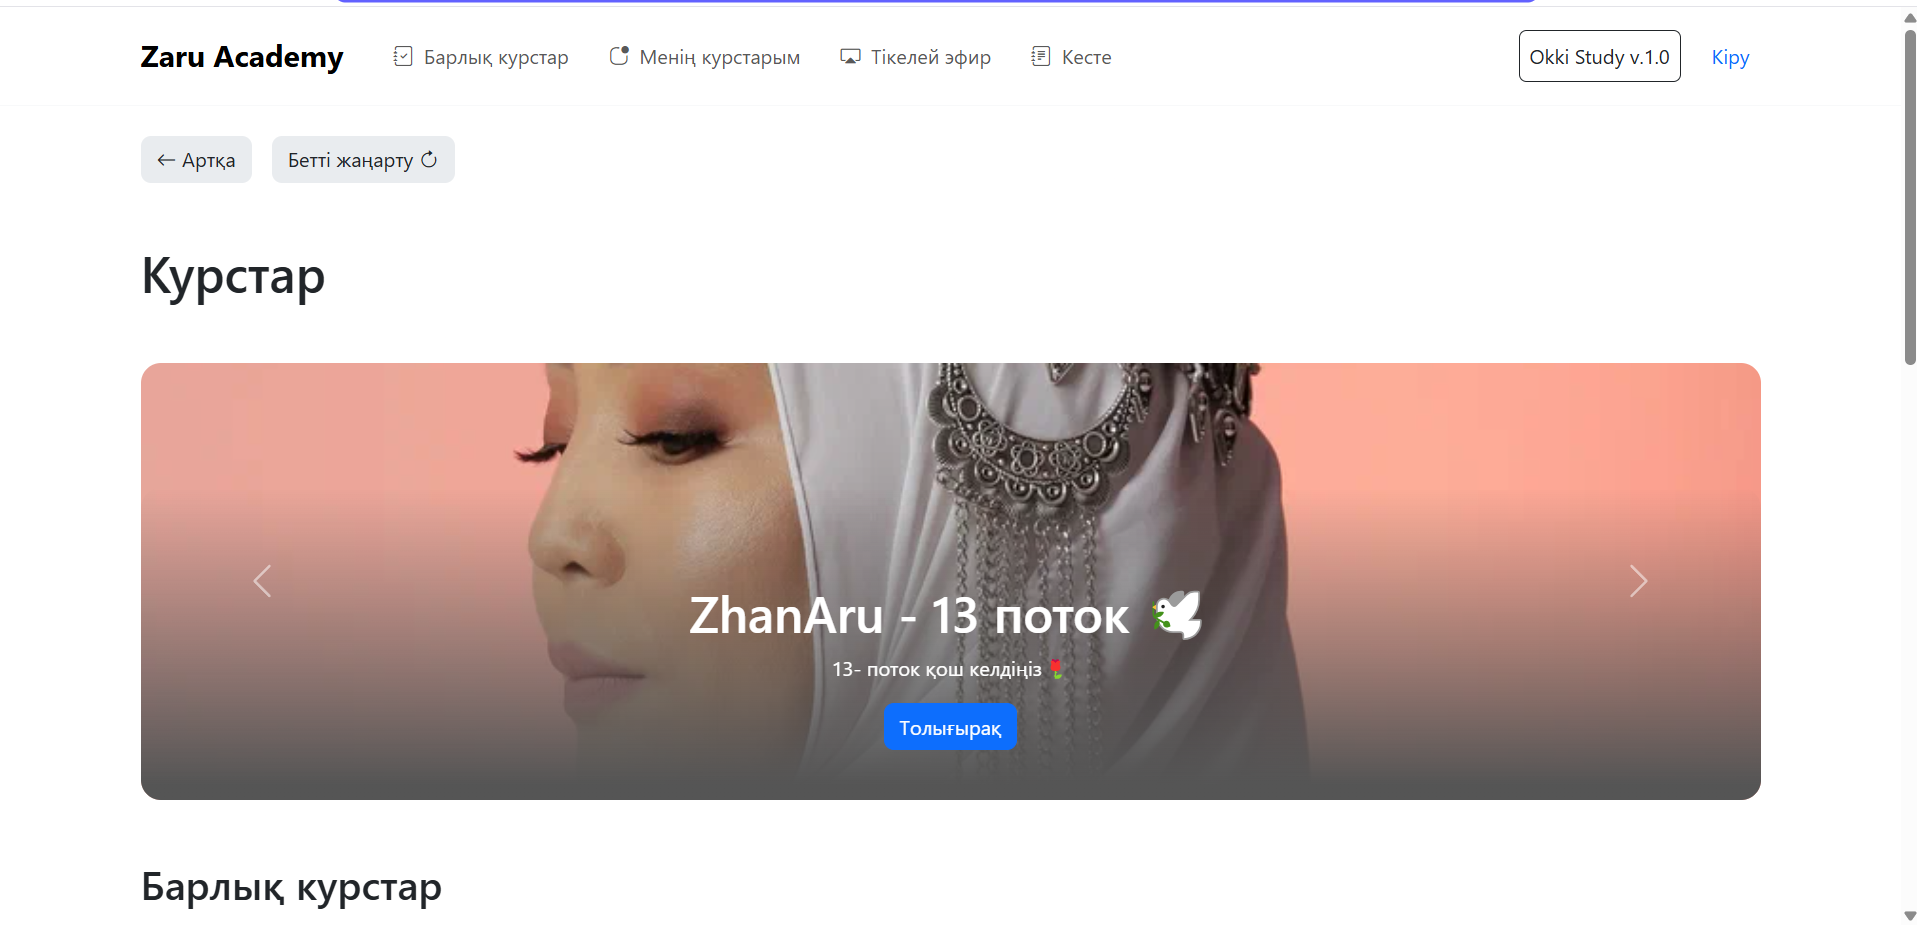 Zaru Academy Барлық курстар Менің курстарым Тікелей эфир Кесте Okki Study v.1.0 Кіру
← Артқа Бетті жаңарту
Курстар
ZhanAru - 13 поток 🕊️
13- поток қош келдіңіз🌷
Толығырақ
Барлық курстар